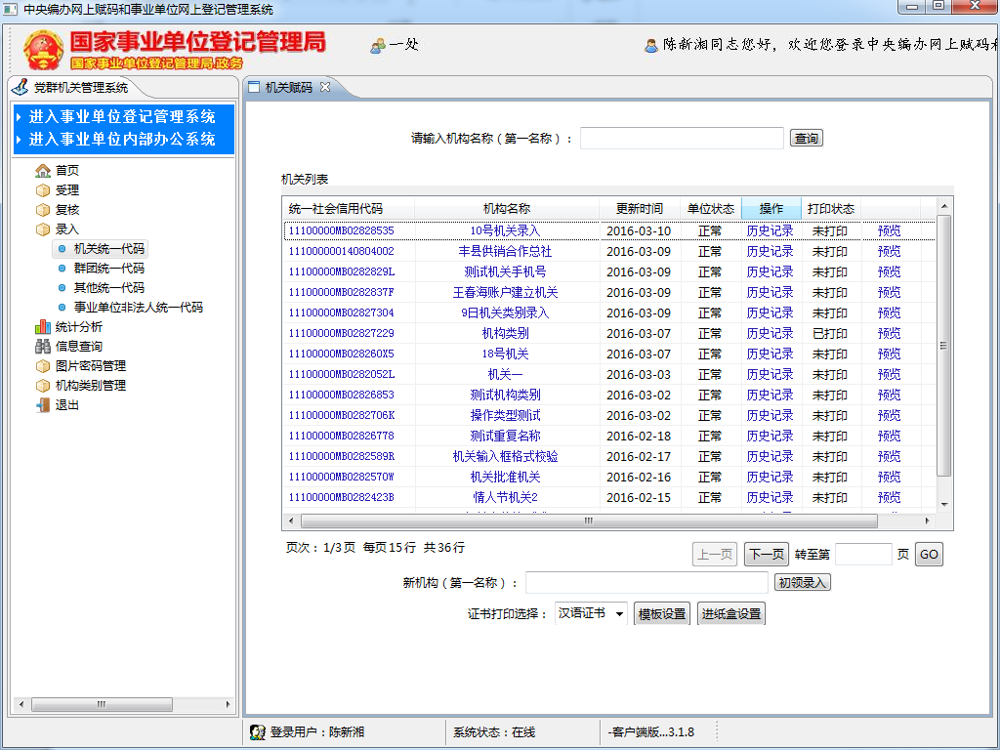 中央编办网上赋码和事业单位网上登记管理系统
国家事业单位登记管理局
国家事业单位登记管理局·政务
一处
陈新湘同志您好，欢迎您登录中央编办网上赋码
党群机关管理系统
进入事业单位登记管理系统
进入事业单位内部办公系统
首页
受理
复核
录入
机关统一代码
群团统一代码
其他统一代码
事业单位非法人统一代码
统计分析
信息查询
图片密码管理
机构类别管理
退出
机关赋码
请输入机构名称（第一名称）： 查询
机关列表
统一社会信用代码 机构名称 更新时间 单位状态 操作 打印状态
11100000MB02828535 10号机关录入 2016-03-10 正常 历史记录 未打印 预览
111000000140804002 丰县供销合作总社 2016-03-09 正常 历史记录 未打印 预览
11100000MB0282829L 测试机关手机号 2016-03-09 正常 历史记录 未打印 预览
11100000MB0282837F 王春海账户建立机关 2016-03-09 正常 历史记录 未打印 预览
11100000MB02827304 9日机关类别录入 2016-03-09 正常 历史记录 未打印 预览
11100000MB02827229 机构类别 2016-03-07 正常 历史记录 已打印 预览
11100000MB028260X5 18号机关 2016-03-07 正常 历史记录 未打印 预览
11100000MB0282052L 机关一 2016-03-03 正常 历史记录 未打印 预览
11100000MB02826853 测试机构类别 2016-03-02 正常 历史记录 未打印 预览
11100000MB0282706K 操作类型测试 2016-03-02 正常 历史记录 未打印 预览
11100000MB02826778 测试重复名称 2016-02-18 正常 历史记录 未打印 预览
11100000MB0282589R 机关输入框格式校验 2016-02-17 正常 历史记录 未打印 预览
11100000MB0282570W 机关批准机关 2016-02-16 正常 历史记录 未打印 预览
11100000MB0282423B 情人节机关2 2016-02-15 正常 历史记录 未打印 预览
页次：1/3页 每页15行 共36行
上一页 下一页 转至第 页 GO
新机构（第一名称）： 初领录入
证书打印选择： 汉语证书 模板设置 进纸盒设置
登录用户：陈新湘 系统状态：在线 -客户端版...3.1.8